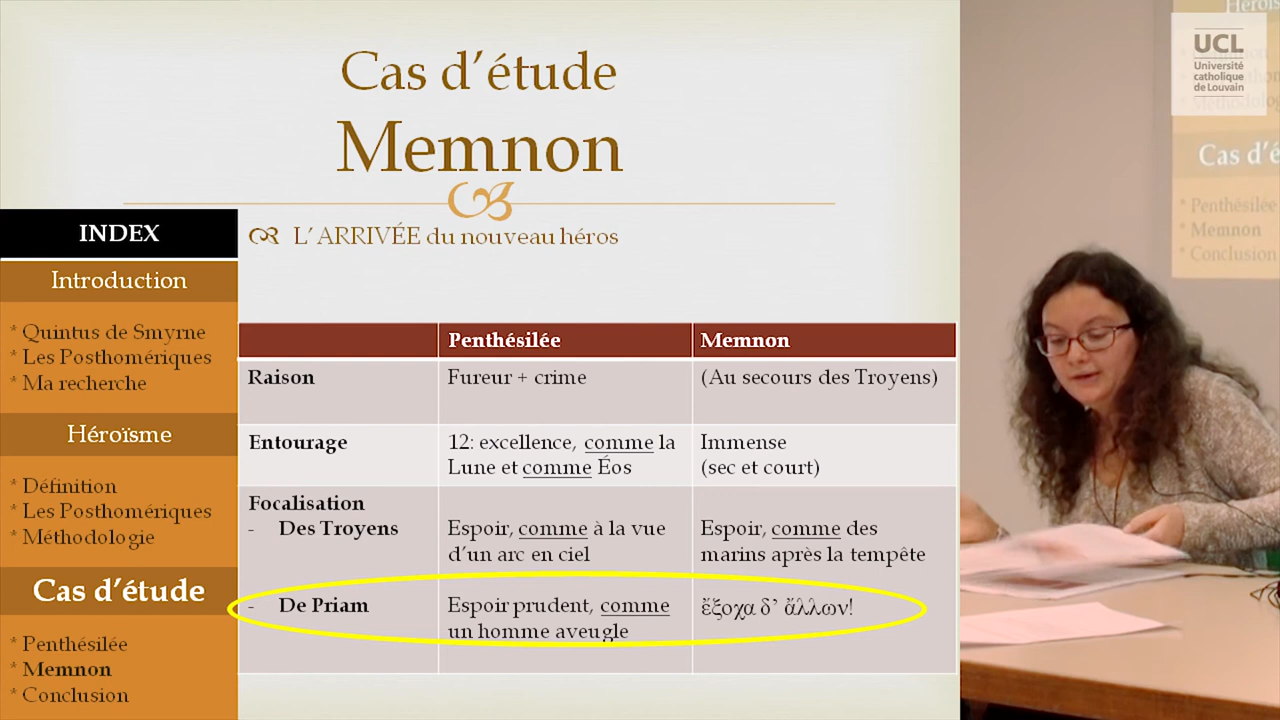 Cas d’étude
Memnon
L’ ARRIVÉE du nouveau héros
INDEX
Introduction
* Quintus de Smyrne
* Les Posthomériques
* Ma recherche
Héroïsme
* Définition
* Les Posthomériques
* Méthodologie
Cas d’étude
* Penthésilée
* Memnon
* Conclusion
Penthésilée
Memnon
Raison
Fureur + crime
(Au secours des Troyens)
Entourage
12: excellence, comme la
Lune et comme Éos
Immense
(sec et court)
Focalisation
- Des Troyens
Espoir, comme à la vue
d’un arc en ciel
Espoir, comme des
marins après la tempête
- De Priam
Espoir prudent, comme
un homme aveugle
ἔξοχα δ’ ἄλλων!
UCL
Université
catholique
de Louvain
Cas d’é
* Penthésilée
* Memnon
* Conclusion